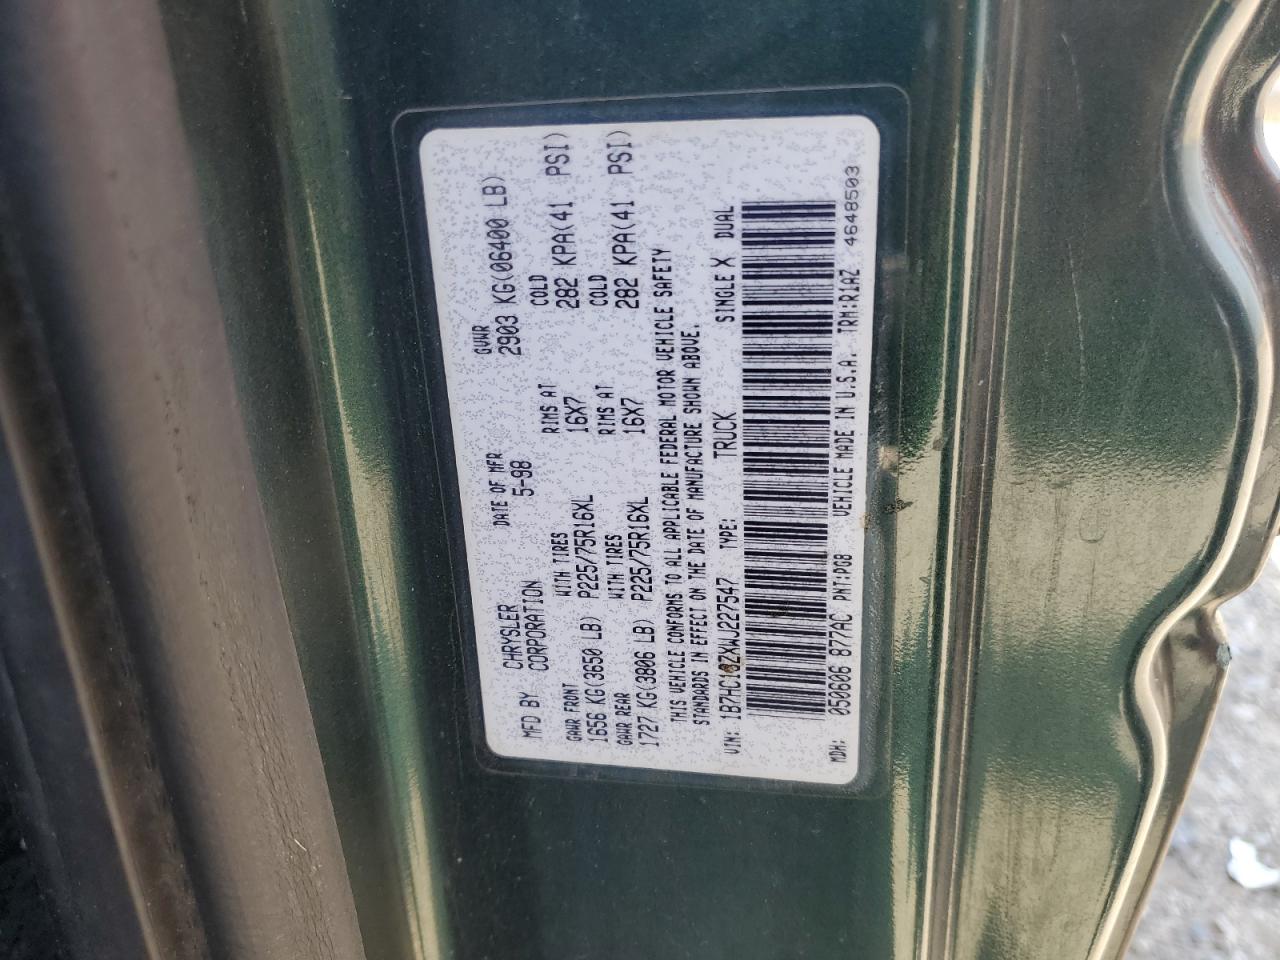 MFD BY CHRYSLER CORPORATION DATE OF MFR 5-98 GVWR 2903 KG(06400 LB)
GAWR FRONT WITH TIRES RIMS AT COLD
1656 KG(3650 LB) P225/75R16XL 16X7 282 KPA(41 PSI)
GAWR REAR WITH TIRES RIMS AT COLD
1727 KG(3806 LB) P225/75R16XL 16X7 282 KPA(41 PSI)
THIS VEHICLE CONFORMS TO ALL APPLICABLE FEDERAL MOTOR VEHICLE SAFETY
STANDARDS IN EFFECT ON THE DATE OF MANUFACTURE SHOWN ABOVE.
VIN: 1B7HC16ZXWJ227547 TYPE: TRUCK SINGLE X DUAL
MDH: 050606 877AC PNT:PGB VEHICLE MADE IN U.S.A. TRM:R1AZ 4648503